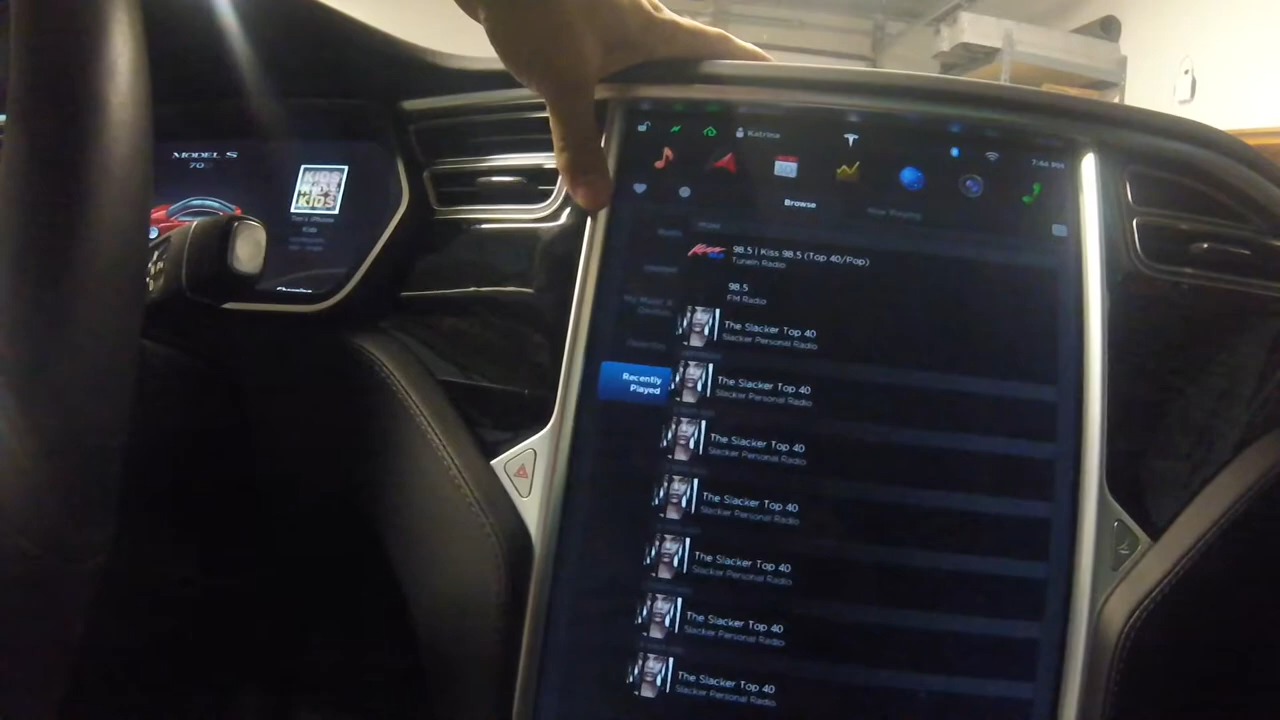 MODEL S
70
KIDS
KIDS
KIDS
Kids
Katrina
7:44 PM
Browse
Now Playing
Kiss
98.5 | Kiss 98.5 (Top 40/Pop)
TuneIn Radio
98.5
FM Radio
Favorites
The Slacker Top 40
Slacker Personal Radio
Recently
Played
The Slacker Top 40
Slacker Personal Radio
The Slacker Top 40
Slacker Personal Radio
The Slacker Top 40
Slacker Personal Radio
The Slacker Top 40
Slacker Personal Radio
The Slacker Top 40
Slacker Personal Radio
The Slacker Top 40
Slacker Personal Radio